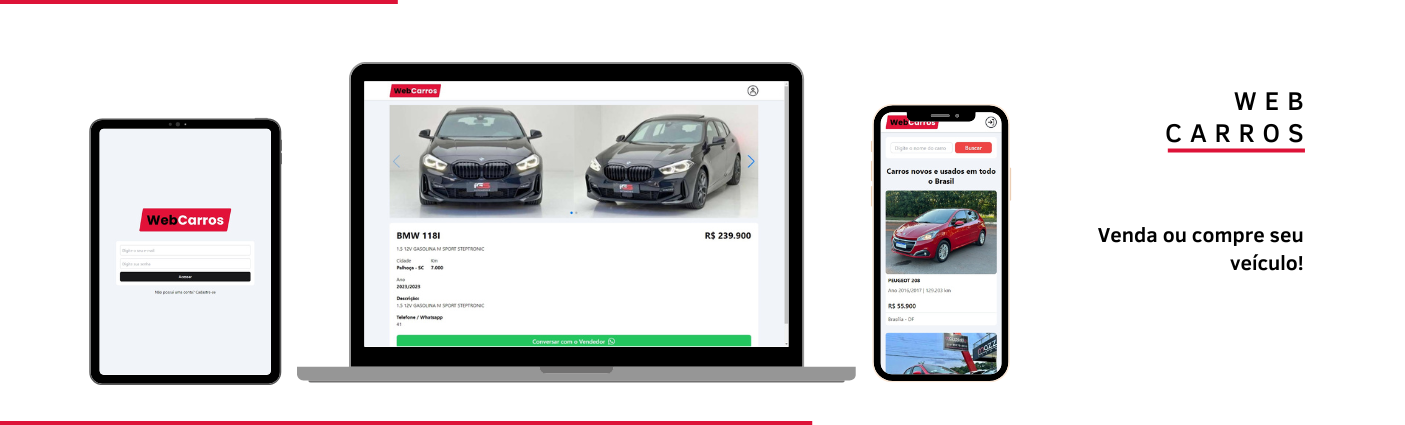 WebCarros
Digite o seu e-mail
Digite sua senha
Acessar
Não possui uma conta? Cadastre-se
WebCarros
BMW 118I
R$ 239.900
1.5 12V GASOLINA M SPORT STEPTRONIC
Cidade Km
Palhoça - SC 7.000
Ano
2023/2023
Descrição:
1.5 12V GASOLINA M SPORT STEPTRONIC
Telefone / Whatsapp
41
Conversar com o Vendedor
WebCarros
Digite o nome do carro
Buscar
Carros novos e usados em todo
o Brasil
PEUGEOT 208
Ano 2016/2017 | 129.203 km
R$ 55.900
Brasília - DF
WEB
CARROS
Venda ou compre seu
veículo!